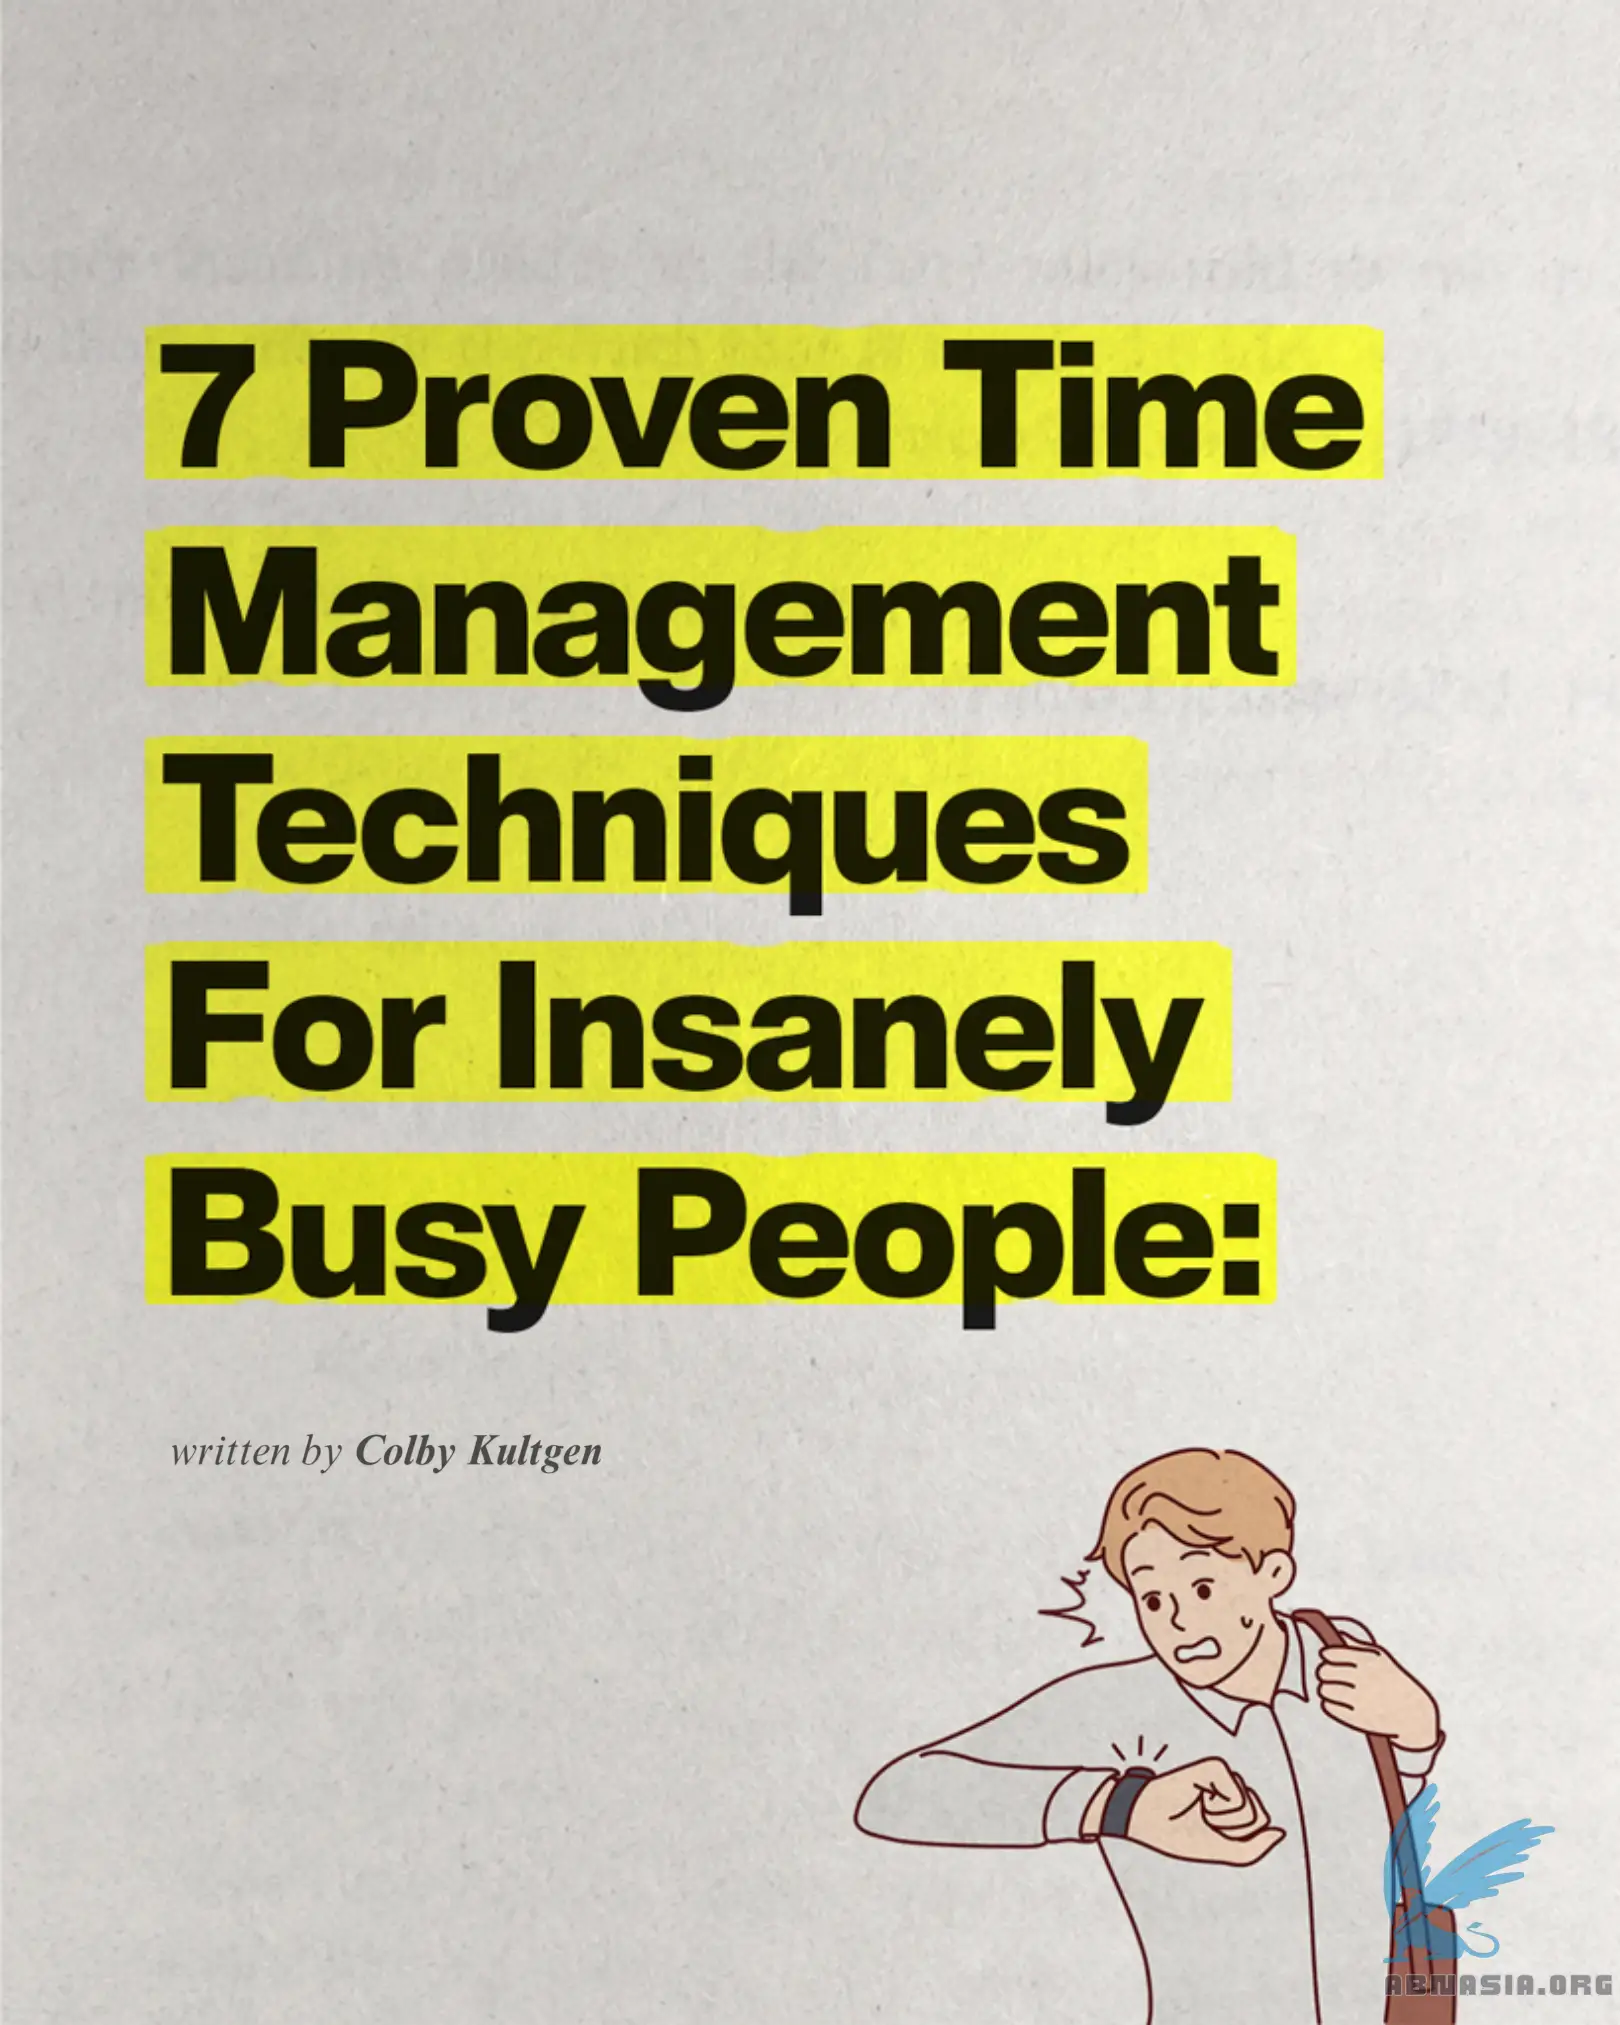 7 Proven Time
Management
Techniques
For Insanely
Busy People:
written by Colby Kultgen
ABNASIA.ORG